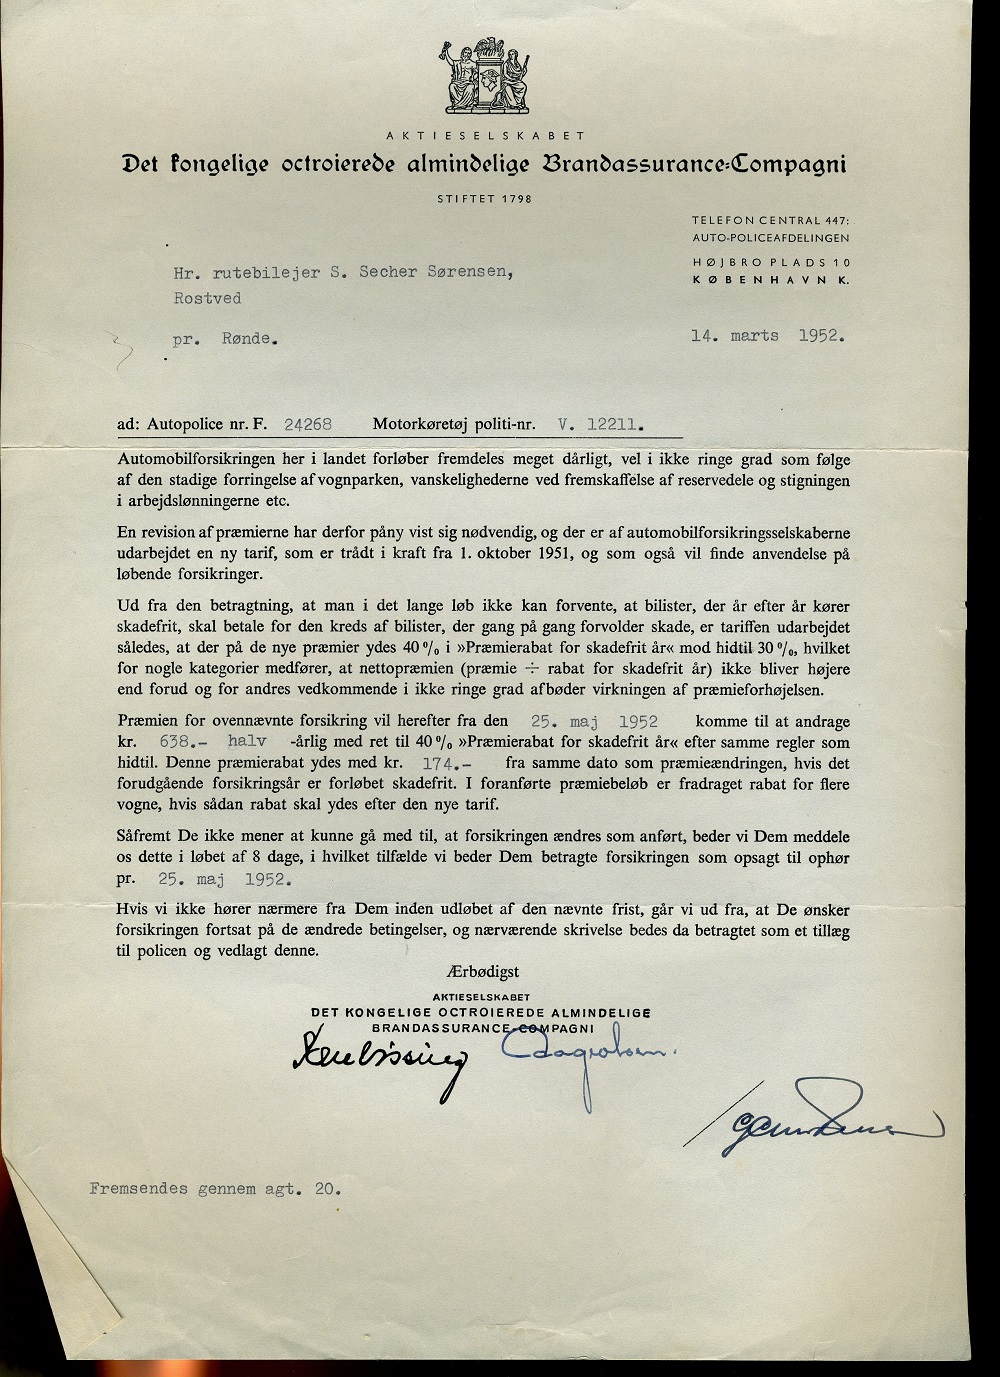 AKTIESELSKABET
Det kongelige octroierede almindelige Brandassurance-Compagni
STIFTET 1798
TELEFON CENTRAL 447:
AUTO-POLICEAFDELINGEN
HØJBRO PLADS 10
KØBENHAVN K.
Hr. rutebilejer S. Secher Sørensen,
Rostved
pr. Rønde.
14. marts 1952.
ad: Autopolice nr. F. 24268 Motorkøretøj politi-nr. V. 12211.
Automobilforsikringen her i landet forløber fremdeles meget dårligt, vel i ikke ringe grad som følge
af den stadige forringelse af vognparken, vanskelighederne ved fremskaffelse af reservedele og stigningen
i arbejdslønningerne etc.
En revision af præmierne har derfor påny vist sig nødvendig, og der er af automobilforsikringsselskaberne
udarbejdet en ny tarif, som er trådt i kraft fra 1. oktober 1951, og som også vil finde anvendelse på
løbende forsikringer.
Ud fra den betragtning, at man i det lange løb ikke kan forvente, at bilister, der år efter år kører
skadefrit, skal betale for den kreds af bilister, der gang på gang forvolder skade, er tariffen udarbejdet
således, at der på de nye præmier ydes 40 % i »Præmierabat for skadefrit år« mod hidtil 30 %, hvilket
for nogle kategorier medfører, at nettopræmien (præmie ÷ rabat for skadefrit år) ikke bliver højere
end forud og for andres vedkommende i ikke ringe grad afbøder virkningen af præmieforhøjelsen.
Præmien for ovennævnte forsikring vil herefter fra den 25. maj 1952 komme til at andrage
kr. 638.- halv -årlig med ret til 40 % »Præmierabat for skadefrit år« efter samme regler som
hidtil. Denne præmierabat ydes med kr. 174.- fra samme dato som præmieændringen, hvis det
forudgående forsikringsår er forløbet skadefrit. I foranførte præmiebeløb er fradraget rabat for flere
vogne, hvis sådan rabat skal ydes efter den nye tarif.
Såfremt De ikke mener at kunne gå med til, at forsikringen ændres som anført, beder vi Dem meddele
os dette i løbet af 8 dage, i hvilket tilfælde vi beder Dem betragte forsikringen som opsagt til ophør
pr. 25. maj 1952.
Hvis vi ikke hører nærmere fra Dem inden udløbet af den nævnte frist, går vi ud fra, at De ønsker
forsikringen fortsat på de ændrede betingelser, og nærværende skrivelse bedes da betragtet som et tillæg
til policen og vedlagt denne.
Ærbødigst
AKTIESELSKABET
DET KONGELIGE OCTROIEREDE ALMINDELIGE
BRANDASSURANCE-COMPAGNI
Fremsendes gennem agt. 20.